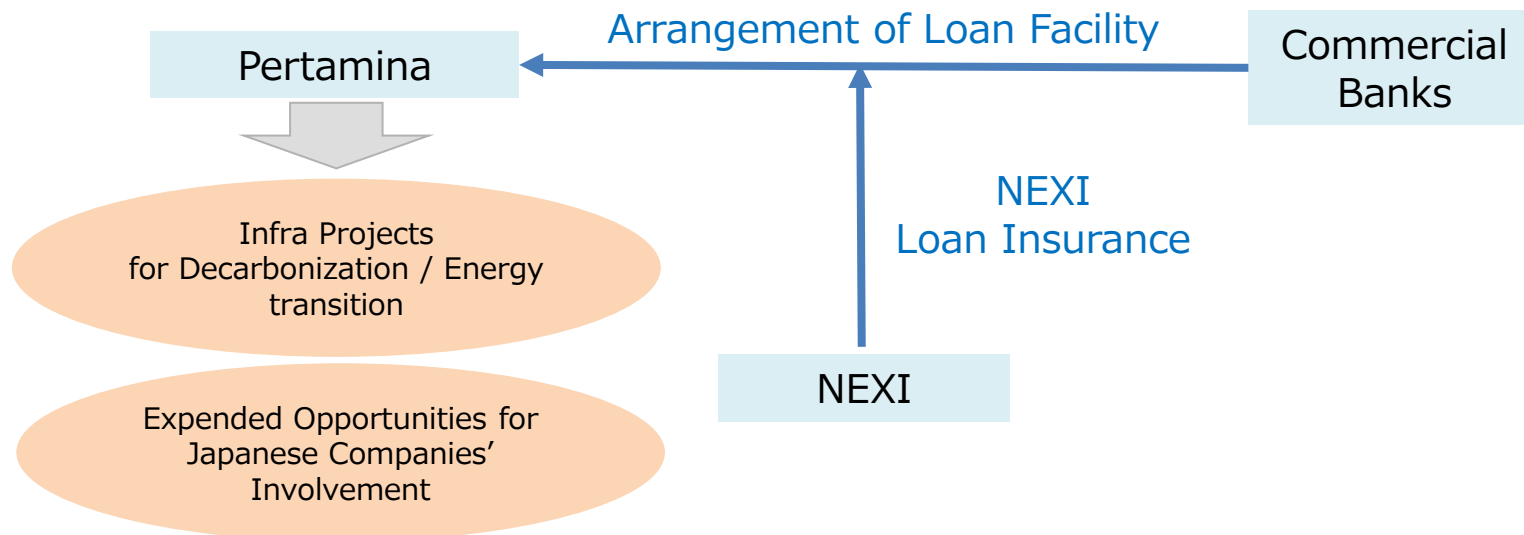 Arrangement of Loan Facility
Pertamina
Commercial
Banks
NEXI
Loan Insurance
Infra Projects
for Decarbonization / Energy
transition
NEXI
Expended Opportunities for
Japanese Companies’
Involvement